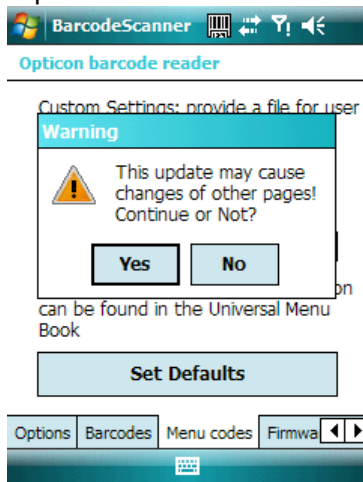 BarcodeScanner
Opticon barcode reader
Custom Settings: provide a file for user
Warning
This update may cause
changes of other pages!
Continue or Not?
Yes No
on
can be found in the Universal Menu
Book
Set Defaults
Options Barcodes Menu codes Firmwa